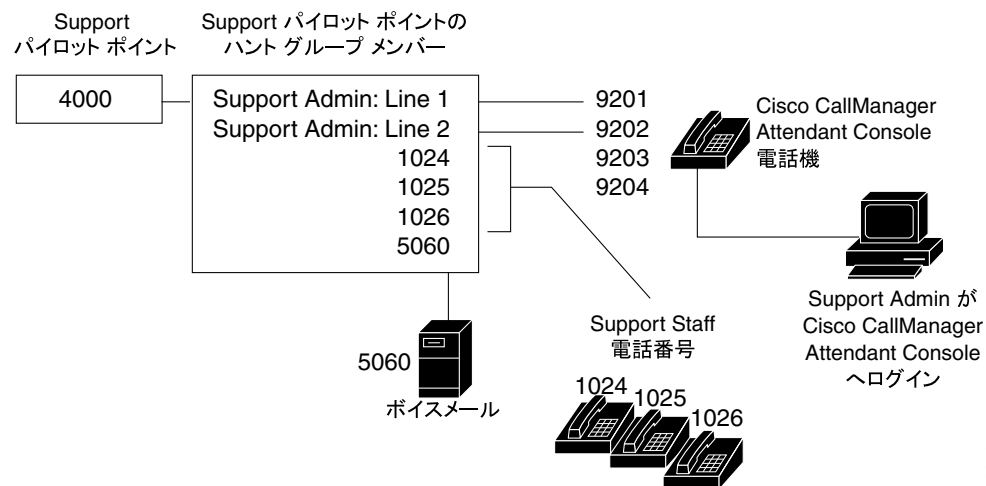 Support
パイロット ポイント
Support パイロット ポイントの
ハント グループ メンバー
4000
Support Admin: Line 1
Support Admin: Line 2
1024
1025
1026
5060
9201
9202
9203
9204
Cisco CallManager
Attendant Console
電話機
Support Admin が
Cisco CallManager
Attendant Console
へログイン
Support Staff
電話番号
5060
ボイスメール
1024
1025
1026